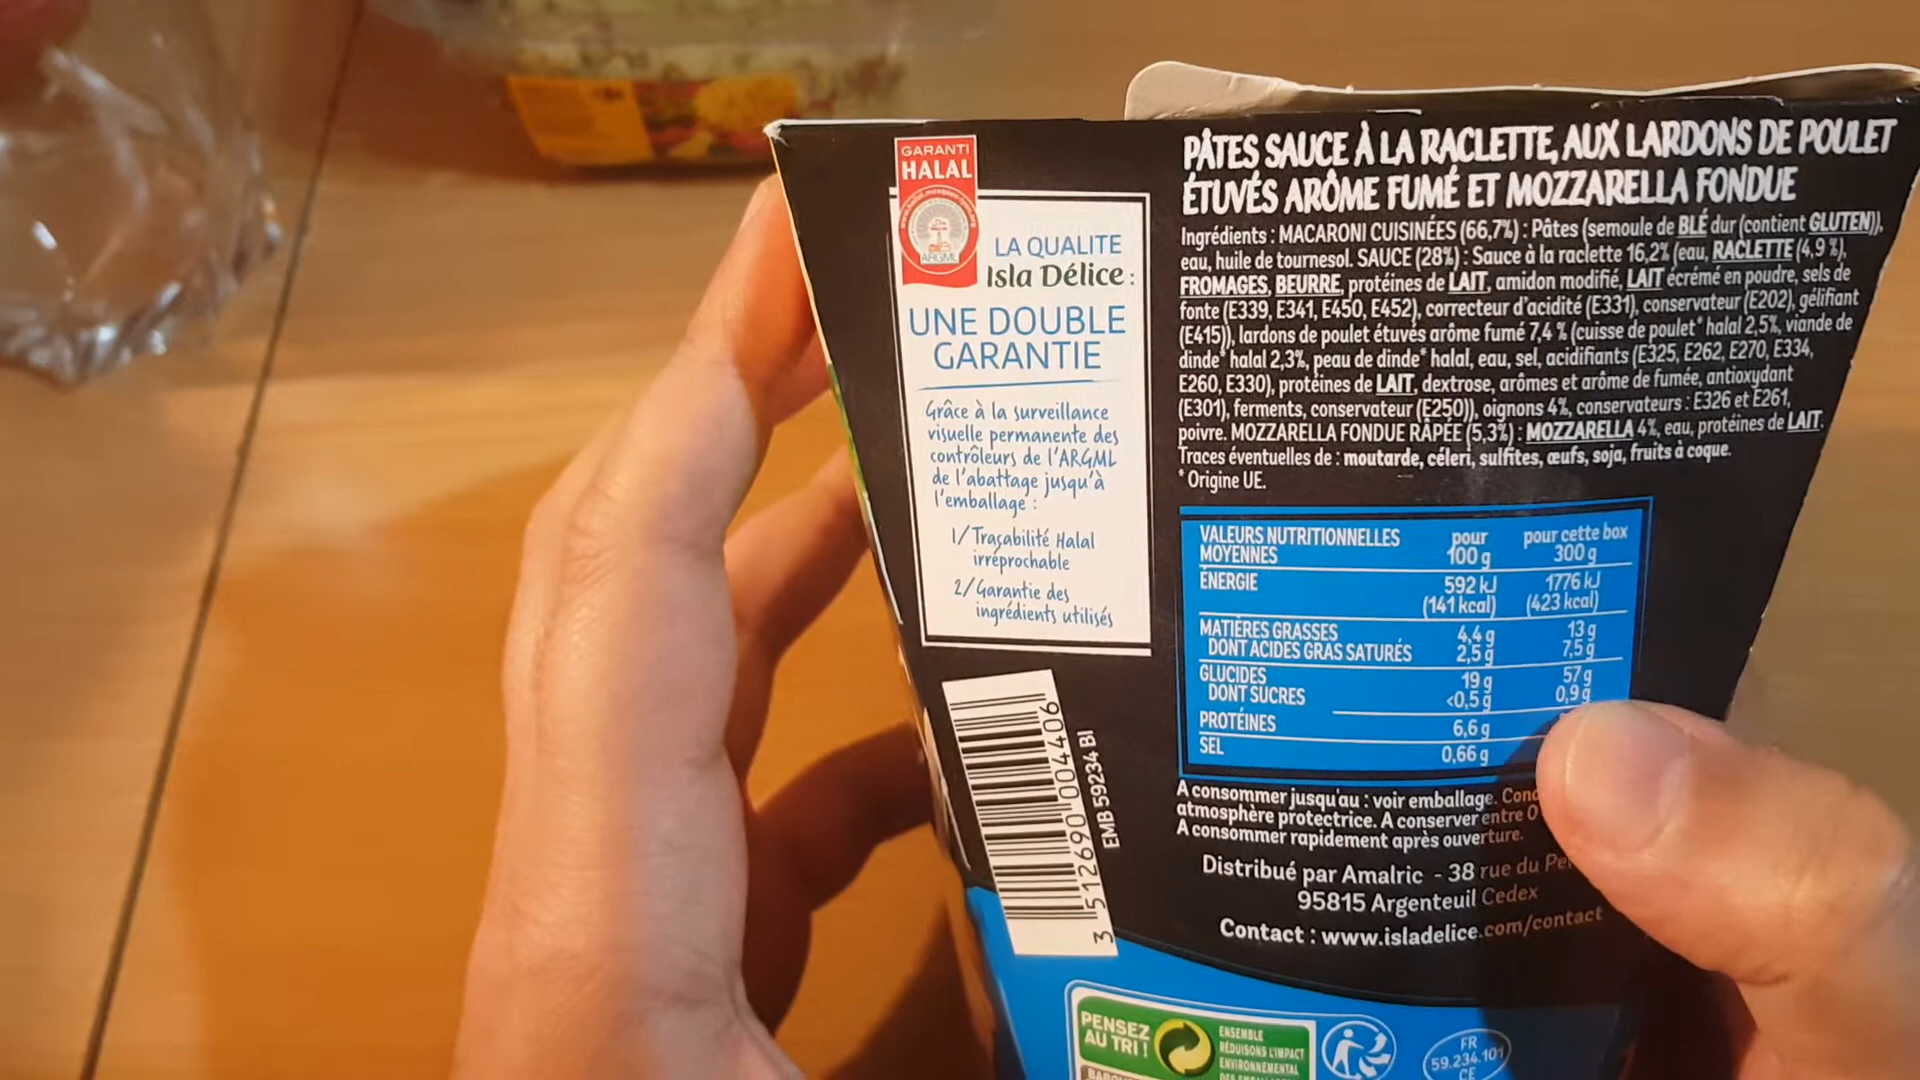 GARANTI
HALAL
ARGML
LA QUALITE
Isla Délice :
UNE DOUBLE
GARANTIE
Grâce à la surveillance
visuelle permanente des
contrôleurs de l'ARGML
de l'abattage jusqu'à
l'emballage :
1/ Traçabilité Halal
irréprochable
2/ Garantie des
ingrédients utilisés
3 512690 004406
EMB 59234 BI
PÂTES SAUCE À LA RACLETTE, AUX LARDONS DE POULET
ÉTUVÉS ARÔME FUMÉ ET MOZZARELLA FONDUE
Ingrédients : MACARONI CUISINÉES (66,7%) : Pâtes (semoule de BLÉ dur (contient GLUTEN)),
eau, huile de tournesol. SAUCE (28%) : Sauce à la raclette 16,2% (eau, RACLETTE (4,9 %),
FROMAGES, BEURRE, protéines de LAIT, amidon modifié, LAIT écrémé en poudre, sels de
fonte (E339, E341, E450, E452), correcteur d'acidité (E331), conservateur (E202), gélifiant
(E415)), lardons de poulet étuvés arôme fumé 7,4 % (cuisse de poulet* halal 2,5%, viande de
dinde* halal 2,3%, peau de dinde* halal, eau, sel, acidifiants (E325, E262, E270, E334,
E260, E330), protéines de LAIT, dextrose, arômes et arôme de fumée, antioxydant
(E301), ferments, conservateur (E250)), oignons 4%, conservateurs : E326 et E261,
poivre. MOZZARELLA FONDUE RÂPÉE (5,3%) : MOZZARELLA 4%, eau, protéines de LAIT.
Traces éventuelles de : moutarde, céleri, sulfites, œufs, soja, fruits à coque.
* Origine UE.
VALEURS NUTRITIONNELLES pour pour cette box
MOYENNES 100 g 300 g
ÉNERGIE 592 kJ 1776 kJ
(141 kcal) (423 kcal)
MATIÈRES GRASSES 4,4 g 13 g
DONT ACIDES GRAS SATURÉS 2,5 g 7,5 g
GLUCIDES 19 g 57 g
DONT SUCRES <0,5 g 0,9 g
PROTÉINES 6,6 g
SEL 0,66 g
A consommer jusqu'au : voir emballage. Cond
atmosphère protectrice. A conserver entre 0
A consommer rapidement après ouverture.
Distribué par Amalric - 38 rue du Pe
95815 Argenteuil Cedex
Contact : www.isladelice.com/contact
PENSEZ
AU TRI !
ENSEMBLE
RÉDUISONS L'IMPACT
ENVIRONNEMENTAL
FR
59.234.101
CE